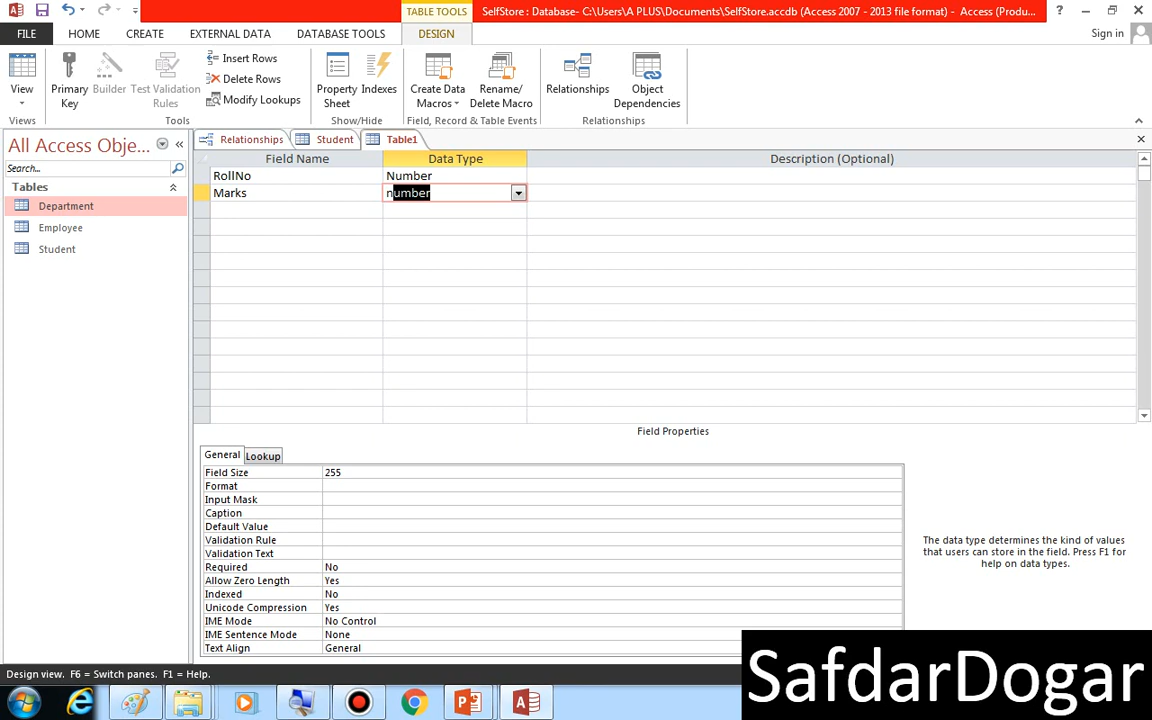 TABLE TOOLS
SelfStore : Database- C:\Users\A PLUS\Documents\SelfStore.accdb (Access 2007 - 2013 file format) - Access (Produ...
?
FILE
HOME
CREATE
EXTERNAL DATA
DATABASE TOOLS
DESIGN
Sign in
View
Primary Key
Builder
Test Validation Rules
Insert Rows
Delete Rows
Modify Lookups
Property Sheet
Indexes
Create Data Macros
Rename/ Delete Macro
Relationships
Object Dependencies
Views
Tools
Show/Hide
Field, Record & Table Events
Relationships
All Access Obje...
Search...
Tables
Department
Employee
Student
Relationships
Student
Table1
Field Name
Data Type
Description (Optional)
RollNo
Number
Marks
number
Field Properties
General
Lookup
Field Size
255
Format
Input Mask
Caption
Default Value
Validation Rule
Validation Text
Required
No
Allow Zero Length
Yes
Indexed
No
Unicode Compression
Yes
IME Mode
No Control
IME Sentence Mode
None
Text Align
General
The data type determines the kind of values
that users can store in the field. Press F1 for
help on data types.
Design view. F6 = Switch panes. F1 = Help.
SafdarDogar